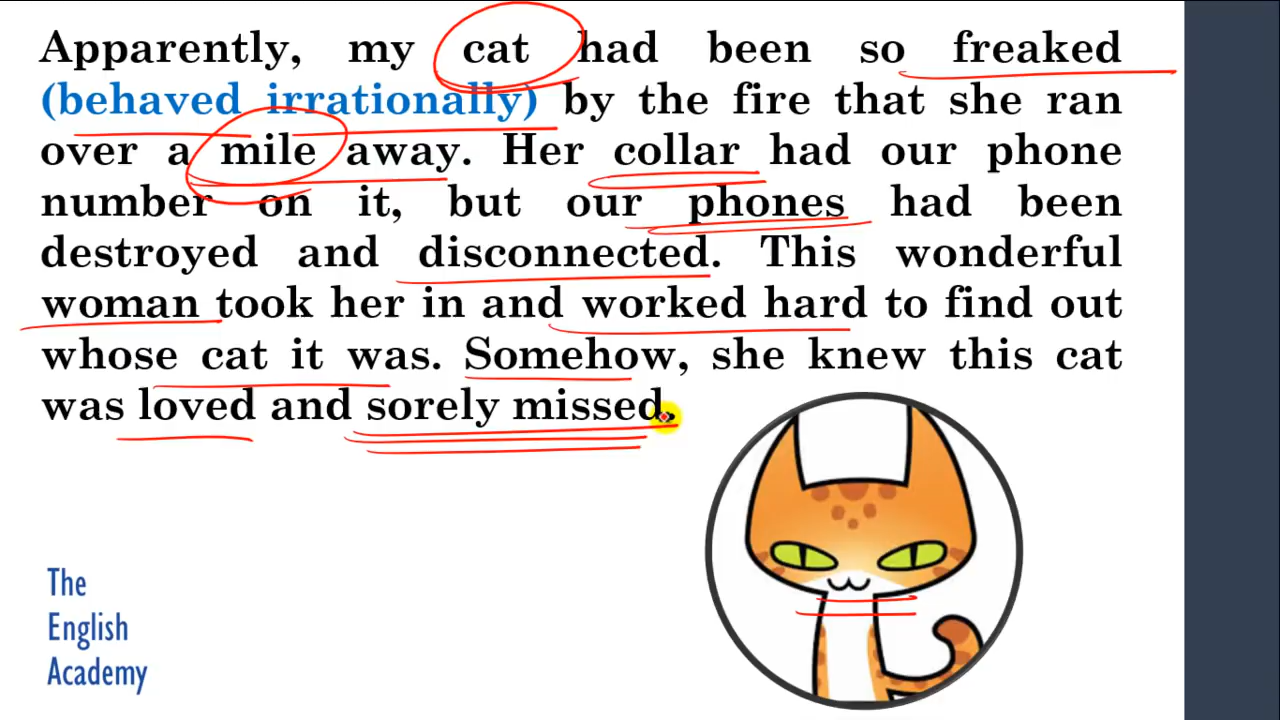 Apparently, my cat had been so freaked
(behaved irrationally) by the fire that she ran
over a mile away. Her collar had our phone
number on it, but our phones had been
destroyed and disconnected. This wonderful
woman took her in and worked hard to find out
whose cat it was. Somehow, she knew this cat
was loved and sorely missed.
The
English
Academy